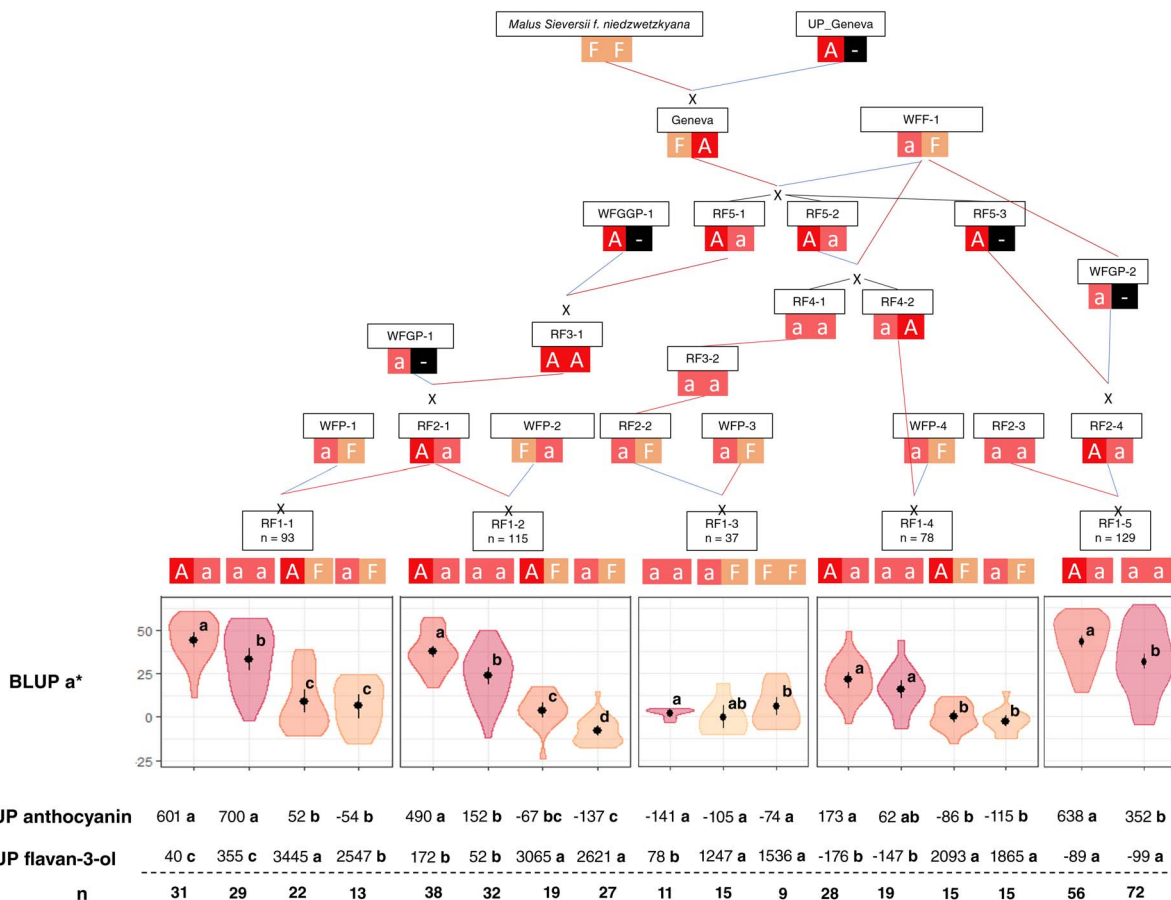 Malus Sieversii f. niedzwetzkyana UP_Geneva
F F A -
X
Geneva WFF-1
F A a F
X
WFGGP-1 RF5-1 RF5-2 RF5-3
A - A a A a A -
WFGP-2
a -
X
RF4-1 RF4-2
a a a A
X
WFGP-1 RF3-1
a - A A
RF3-2
a a
X X
WFP-1 RF2-1 WFP-2 RF2-2 WFP-3 WFP-4 RF2-3 RF2-4
a F A a F a a F a F a F a a A a
X X X X X
RF1-1 RF1-2 RF1-3 RF1-4 RF1-5
n = 93 n = 115 n = 37 n = 78 n = 129
A a a a A F a F A a a a A F a F a a a F F F A a a a A F a F A a a a
BLUP a*
50
25
0
25
a b c c a b c d a ab b a a b b a b
UP anthocyanin 601 a 700 a 52 b -54 b 490 a 152 b -67 bc -137 c -141 a -105 a -74 a 173 a 62 ab -86 b -115 b 638 a 352 b
UP flavan-3-ol 40 c 355 c 3445 a 2547 b 172 b 52 b 3065 a 2621 a 78 b 1247 a 1536 a -176 b -147 b 2093 a 1865 a -89 a -99 a
n 31 29 22 13 38 32 19 27 11 15 9 28 19 15 15 56 72